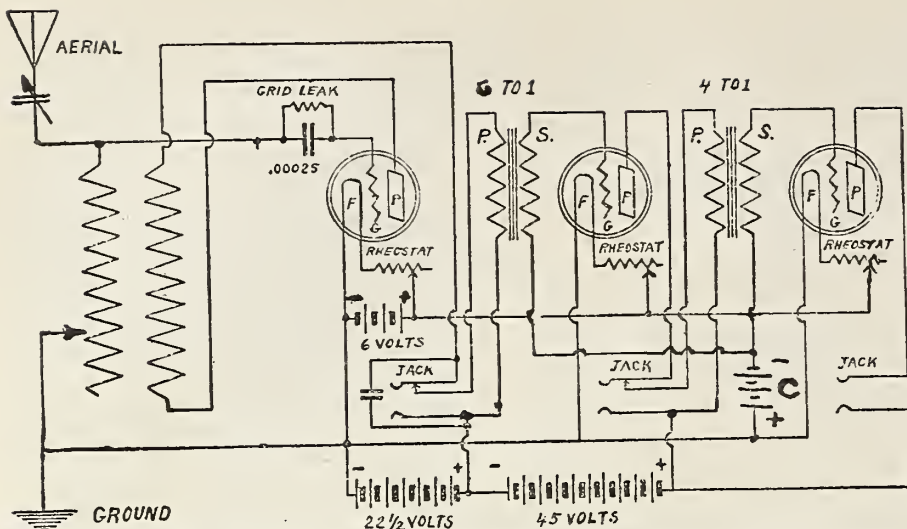 AERIAL
GRID LEAK
.00025
5 TO 1
4 TO 1
P. S.
P. S.
F P
G
F P
G
F P
G
RHEOSTAT
RHEOSTAT
RHEOSTAT
- +
6 VOLTS
JACK
JACK
JACK
-
C
+
- +
- +
22 1/2 VOLTS
45 VOLTS
GROUND